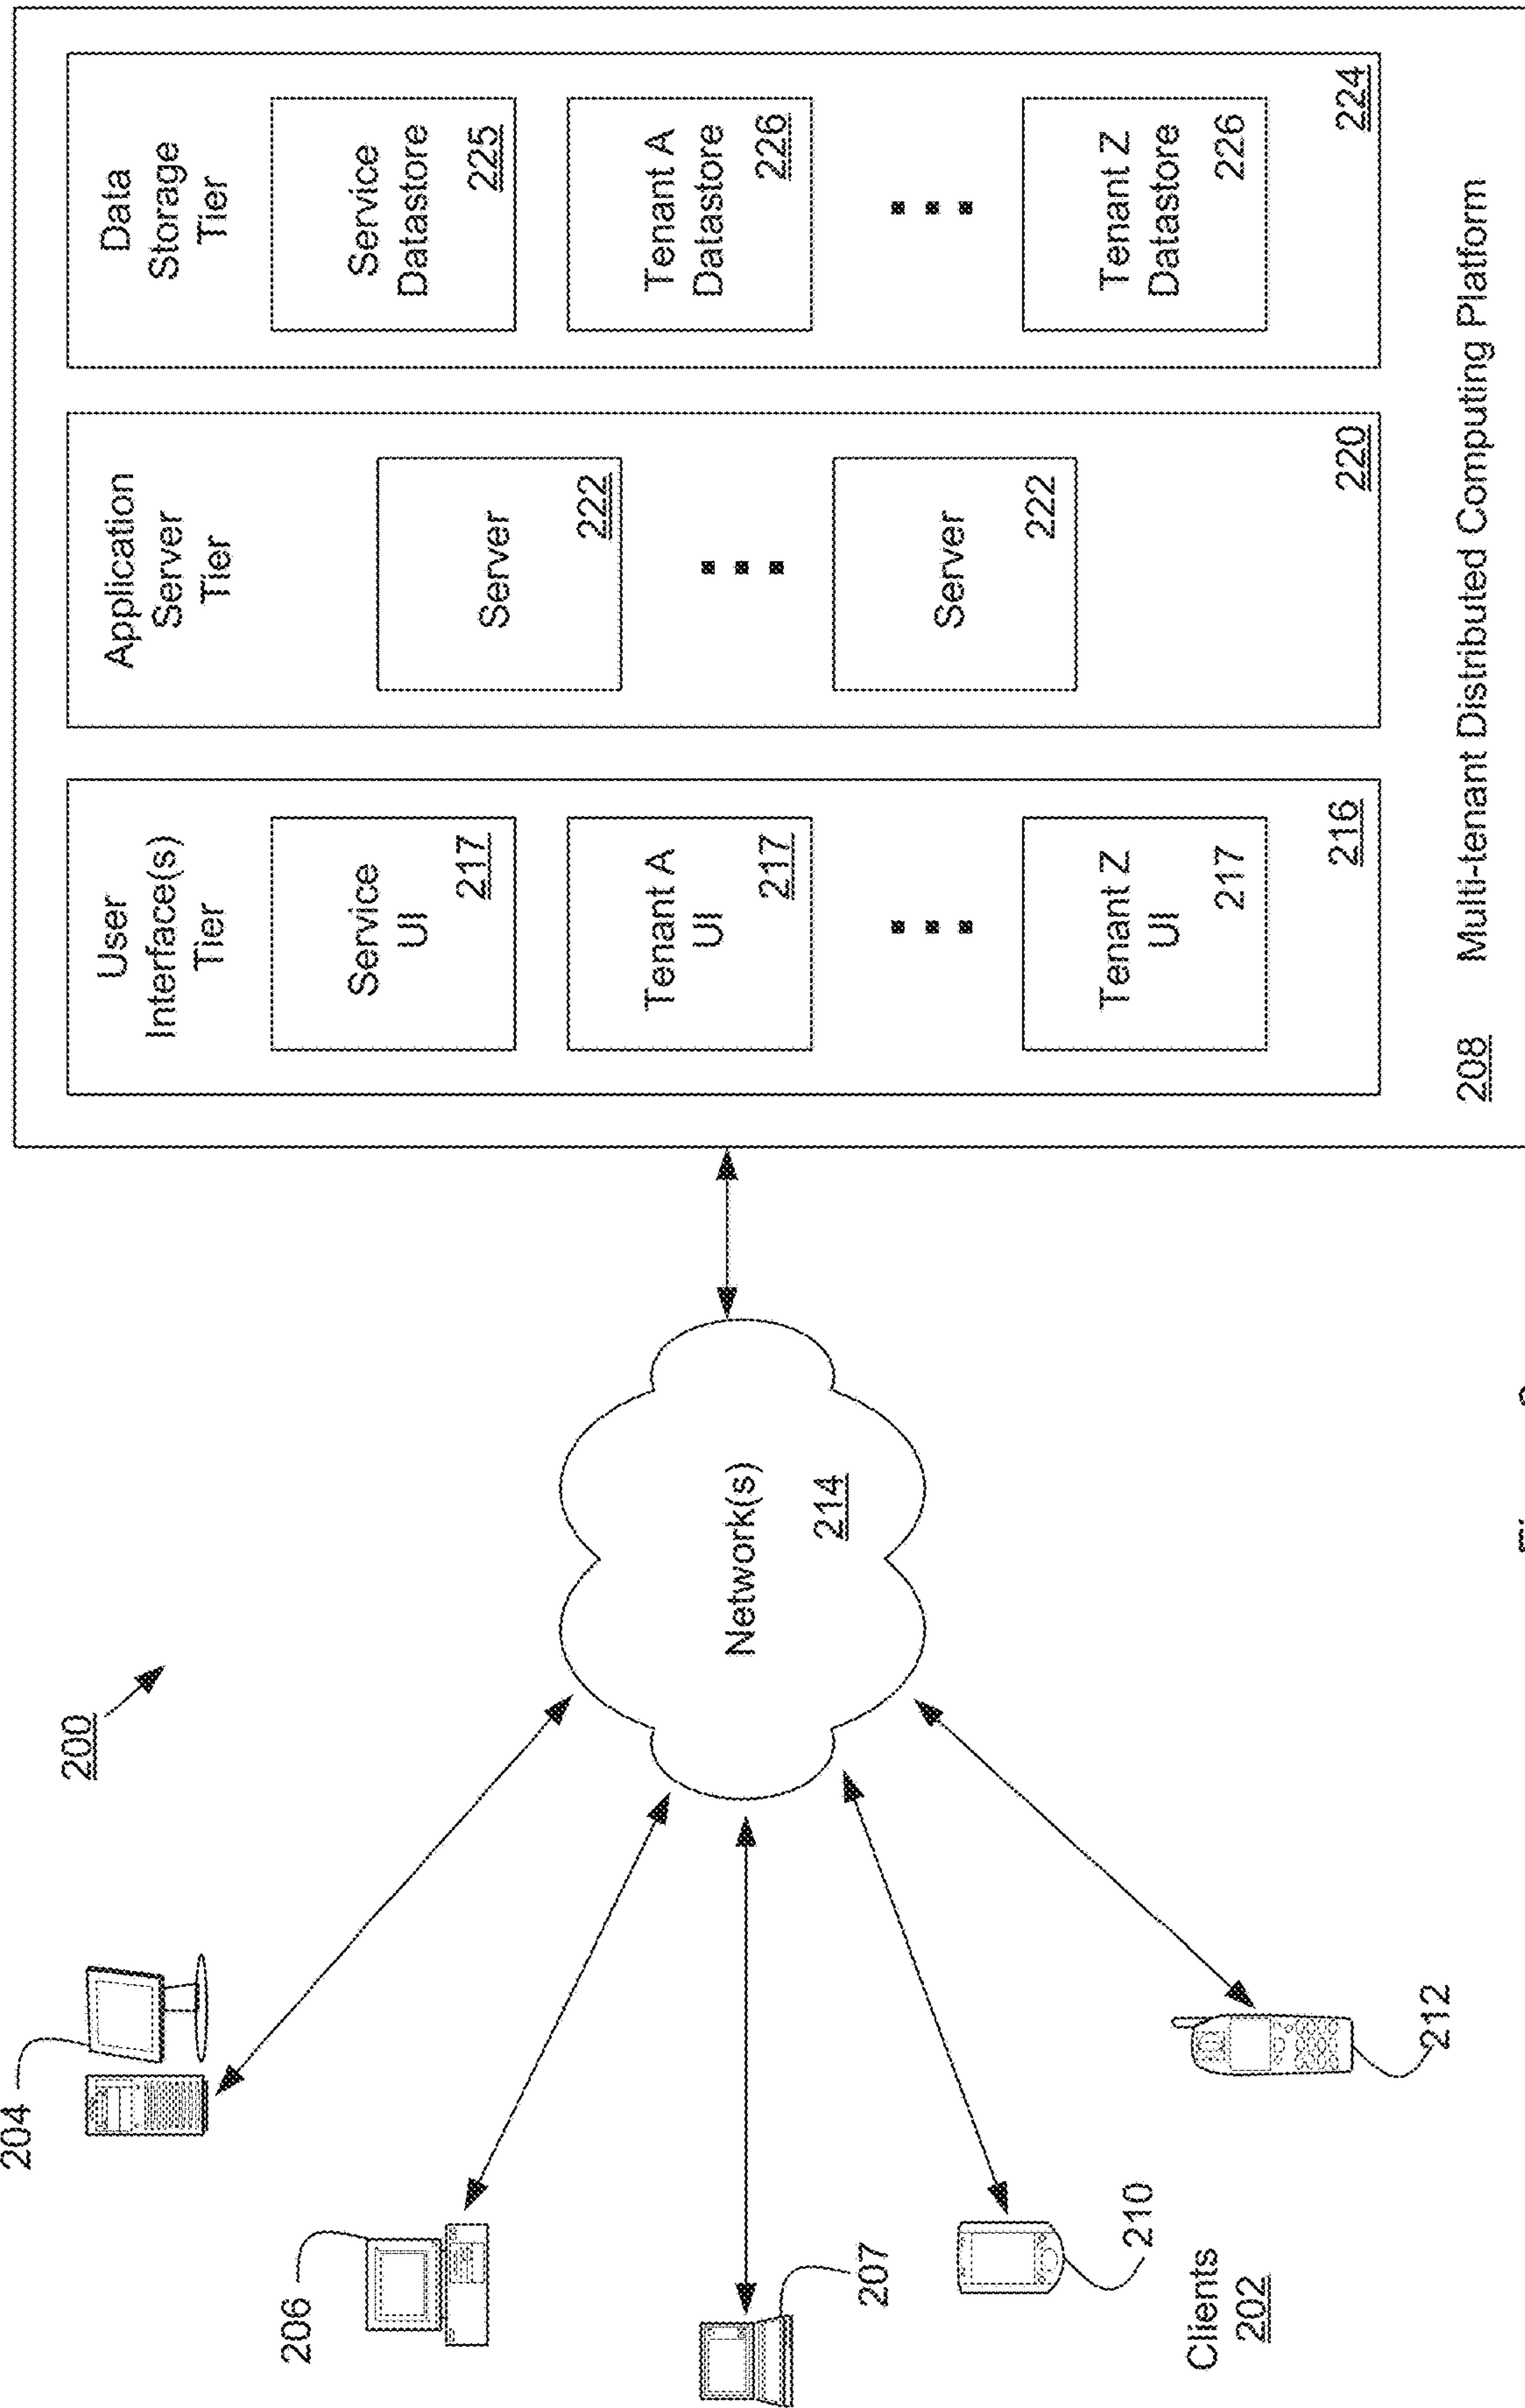 200
204
206
207
210
212
Clients
202
Network(s)
214
User
Interface(s)
Tier
Service
UI
217
Tenant A
UI
217
Tenant Z
UI
217
216
Application
Server
Tier
Server
222
Server
222
220
Data
Storage
Tier
Service
Datastore
225
Tenant A
Datastore
226
Tenant Z
Datastore
226
224
208 Multi-tenant Distributed Computing Platform